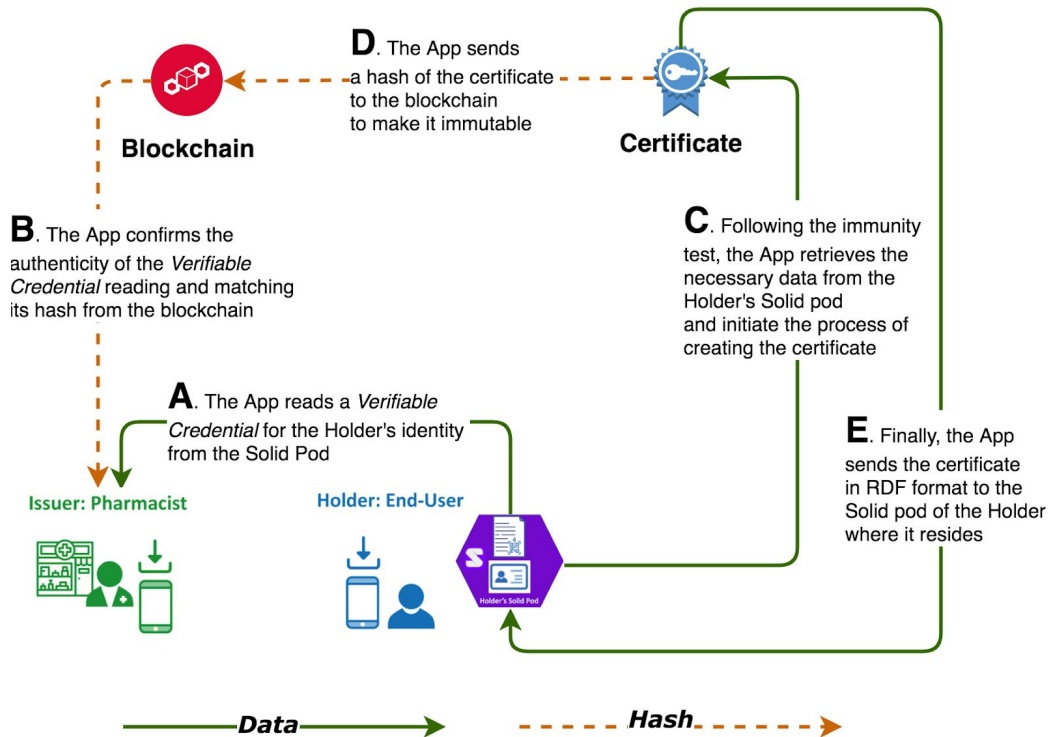 D. The App sends
a hash of the certificate
to the blockchain
to make it immutable
Blockchain
Certificate
B. The App confirms the
authenticity of the Verifiable
Credential reading and matching
its hash from the blockchain
C. Following the immunity
test, the App retrieves the
necessary data from the
Holder's Solid pod
and initiate the process of
creating the certificate
A. The App reads a Verifiable
Credential for the Holder's identity
from the Solid Pod
E. Finally, the App
sends the certificate
in RDF format to the
Solid pod of the Holder
where it resides
Issuer: Pharmacist
Holder: End-User
Holder's Solid Pod
Data
Hash